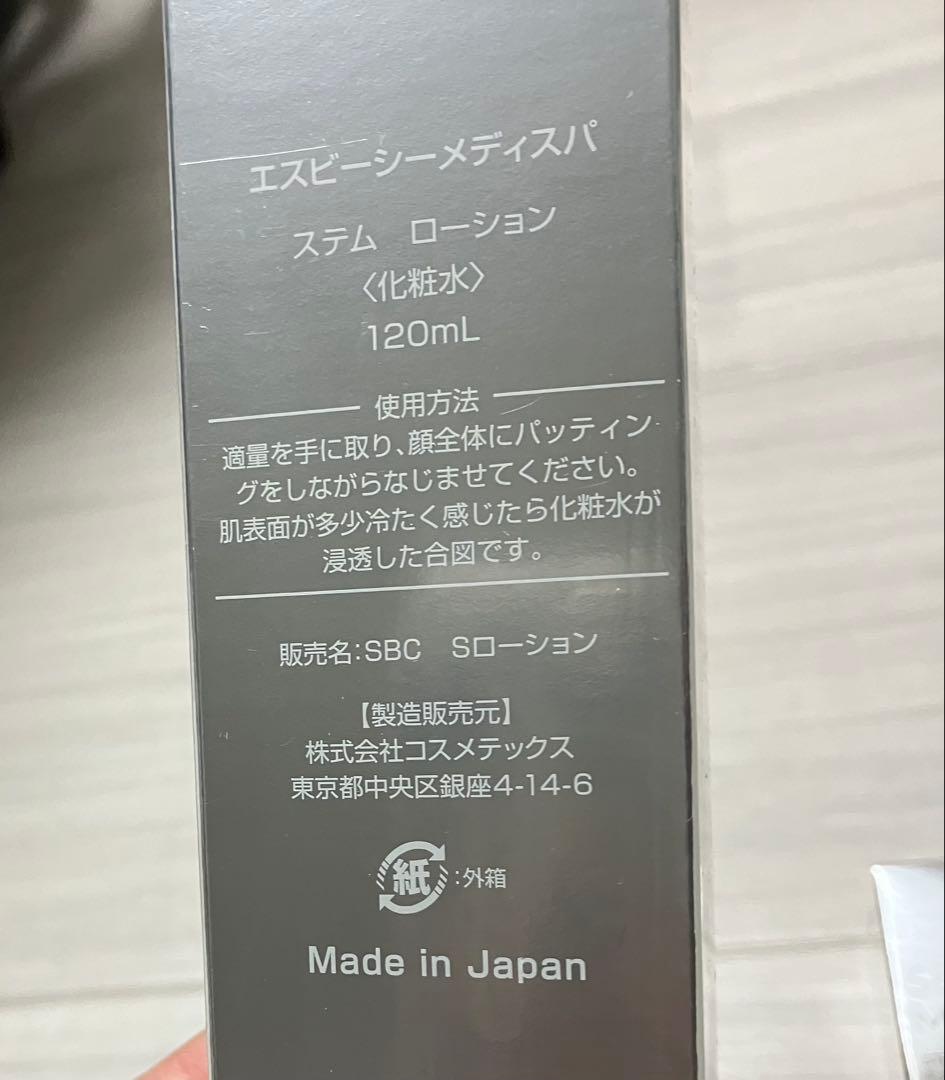 エスビーシーメディスパ
ステム　ローション
〈化粧水〉
120mL
使用方法
適量を手に取り、顔全体にパッティン
グをしながらなじませてください。
肌表面が多少冷たく感じたら化粧水が
浸透した合図です。
販売名:SBC　Sローション
【製造販売元】
株式会社コスメテックス
東京都中央区銀座4-14-6
紙:外箱
Made in Japan